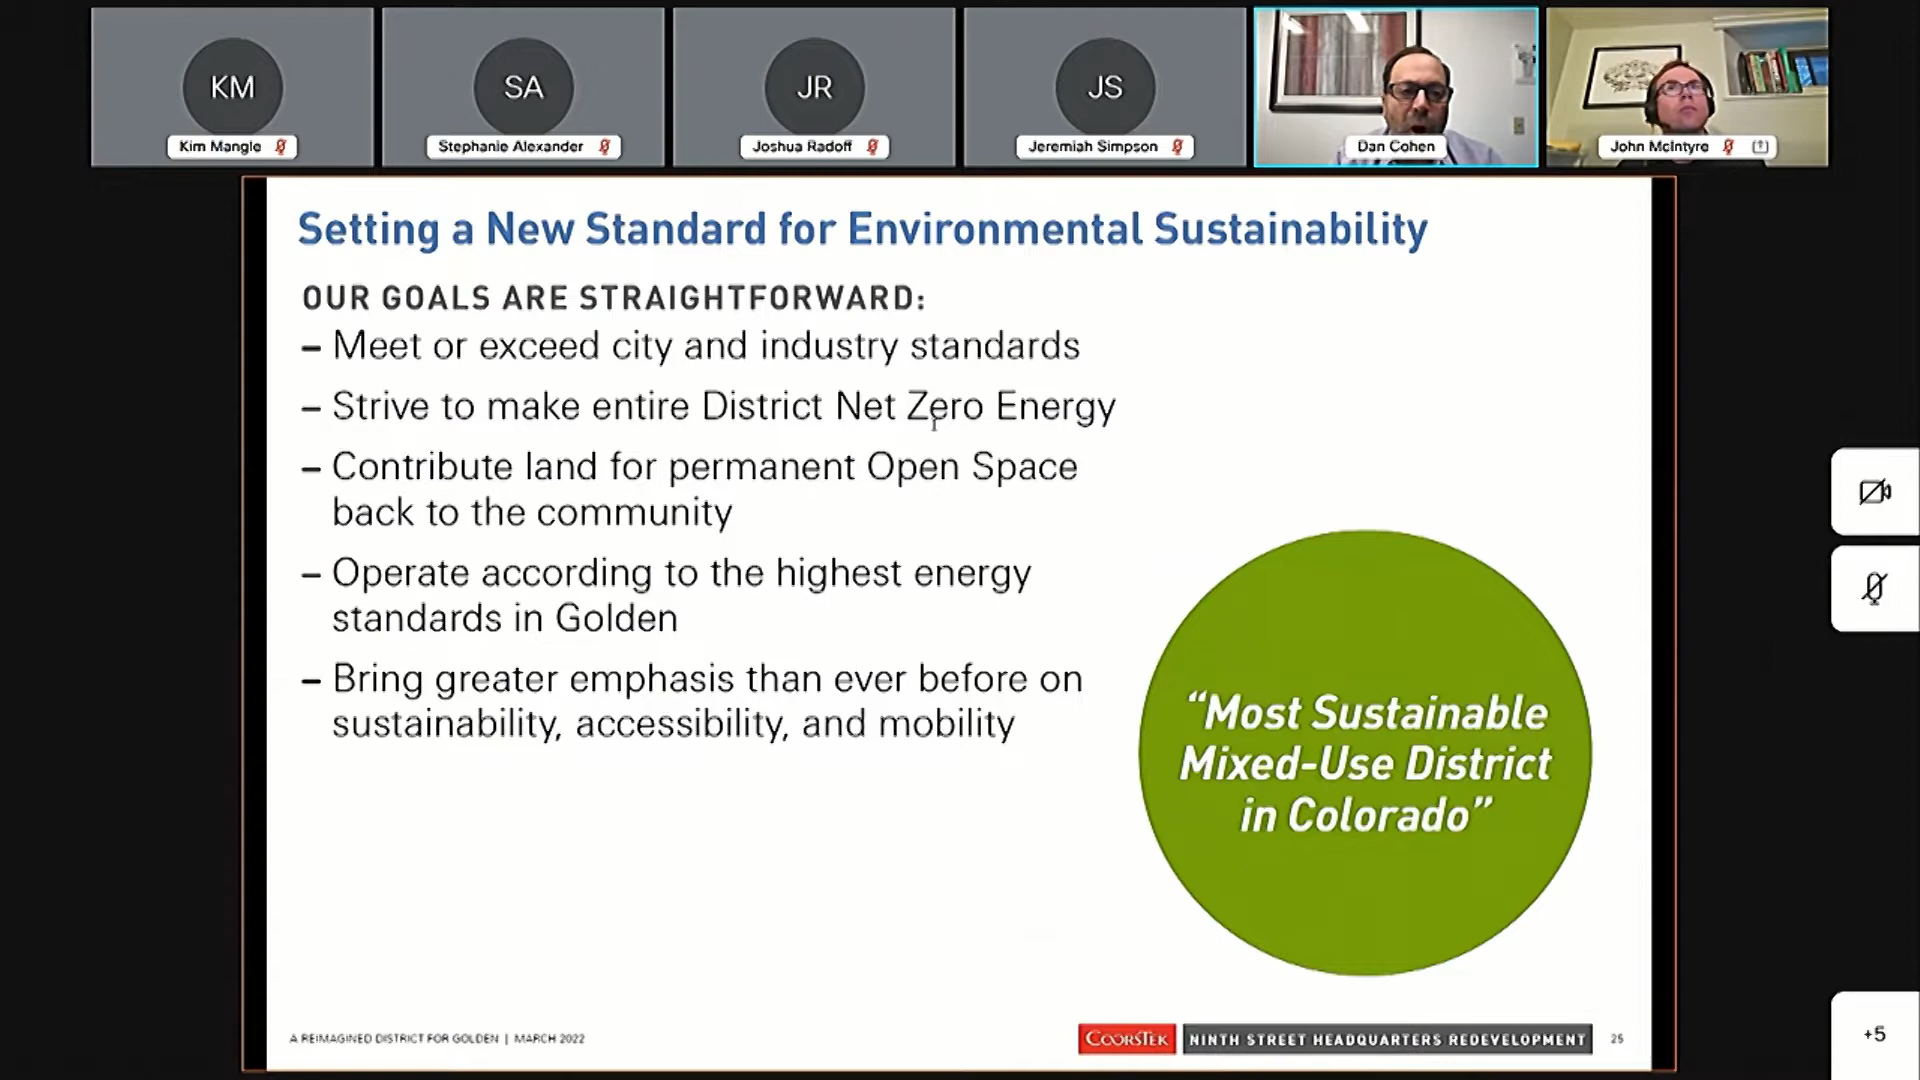 KM
SA
JR
JS
Kim Mangle
Stephanie Alexander
Joshua Radoff
Jeremiah Simpson
Dan Cohen
John McIntyre
Setting a New Standard for Environmental Sustainability
OUR GOALS ARE STRAIGHTFORWARD:
– Meet or exceed city and industry standards
– Strive to make entire District Net Zero Energy
– Contribute land for permanent Open Space
back to the community
– Operate according to the highest energy
standards in Golden
– Bring greater emphasis than ever before on
sustainability, accessibility, and mobility
“Most Sustainable
Mixed-Use District
in Colorado”
+5
A REIMAGINED DISTRICT FOR GOLDEN | MARCH 2022
COORSTEK
NINTH STREET HEADQUARTERS REDEVELOPMENT
25